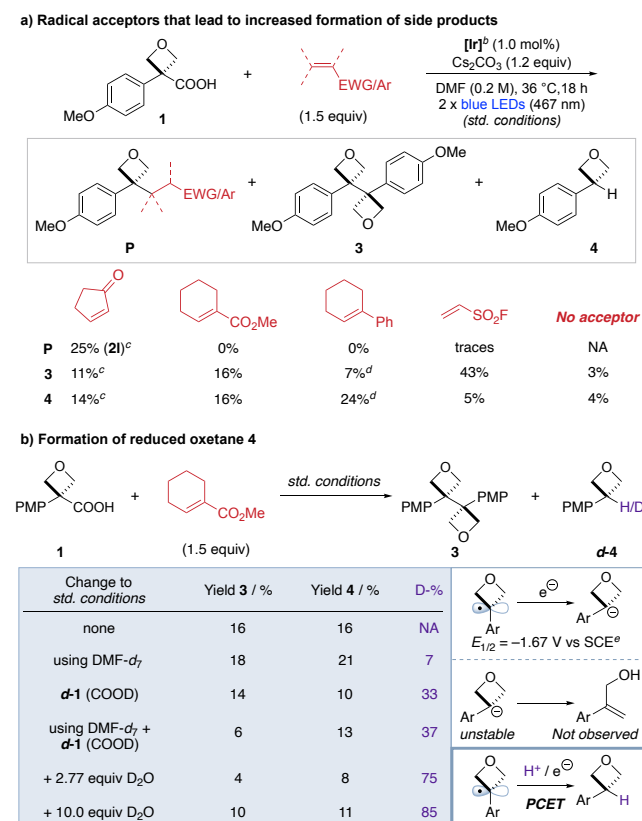 a) Radical acceptors that lead to increased formation of side products
O
COOH
MeO
1
+
EWG/Ar
(1.5 equiv)
[Ir]ᵇ (1.0 mol%)
Cs₂CO₃ (1.2 equiv)
DMF (0.2 M), 36 °C,18 h
2 x blue LEDs (467 nm)
(std. conditions)
O
EWG/Ar
MeO
P
+
O
OMe
MeO
O
3
+
O
H
MeO
4
O
CO₂Me
Ph
SO₂F
No acceptor
P 25% (2l)ᶜ 0% 0% traces NA
3 11%ᶜ 16% 7%ᵈ 43% 3%
4 14%ᶜ 16% 24%ᵈ 5% 4%
b) Formation of reduced oxetane 4
O
PMP COOH
1
+
CO₂Me
(1.5 equiv)
std. conditions
O
PMP PMP
O
3
+
O
PMP H/D
d-4
Change to std. conditions Yield 3 / % Yield 4 / % D-%
none 16 16 NA
using DMF-d₇ 18 21 7
d-1 (COOD) 14 10 33
using DMF-d₇ + d-1 (COOD) 6 13 37
+ 2.77 equiv D₂O 4 8 75
+ 10.0 equiv D₂O 10 11 85
O
Ar
e⊖
O
Ar ⊖
E₁/₂ = –1.67 V vs SCEᵉ
O
Ar ⊖
unstable
OH
Ar
Not observed
O
Ar
H⁺ / e⊖
PCET
O
Ar H